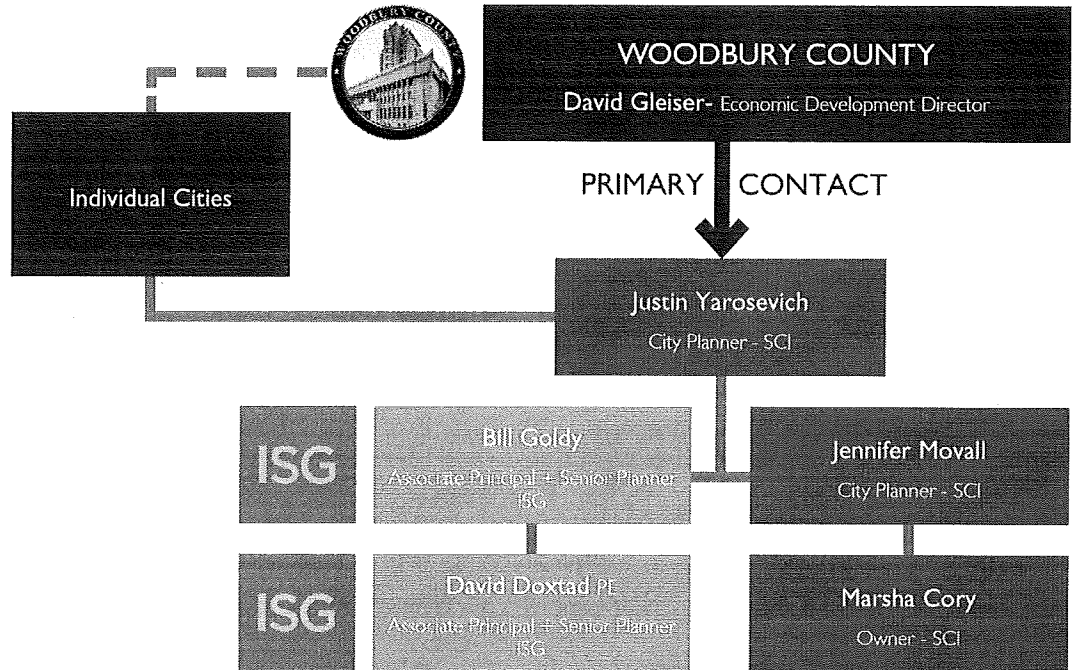 WOODBURY COUNTY
WOODBURY COUNTY
David Gleiser- Economic Development Director
Individual Cities
PRIMARY CONTACT
Justin Yarosevich
City Planner - SCI
ISG
Bill Goldy
Associate Principal + Senior Planner
ISG
Jennifer Movall
City Planner - SCI
ISG
David Doxtad PE
Associate Principal + Senior Planner
ISG
Marsha Cory
Owner - SCI